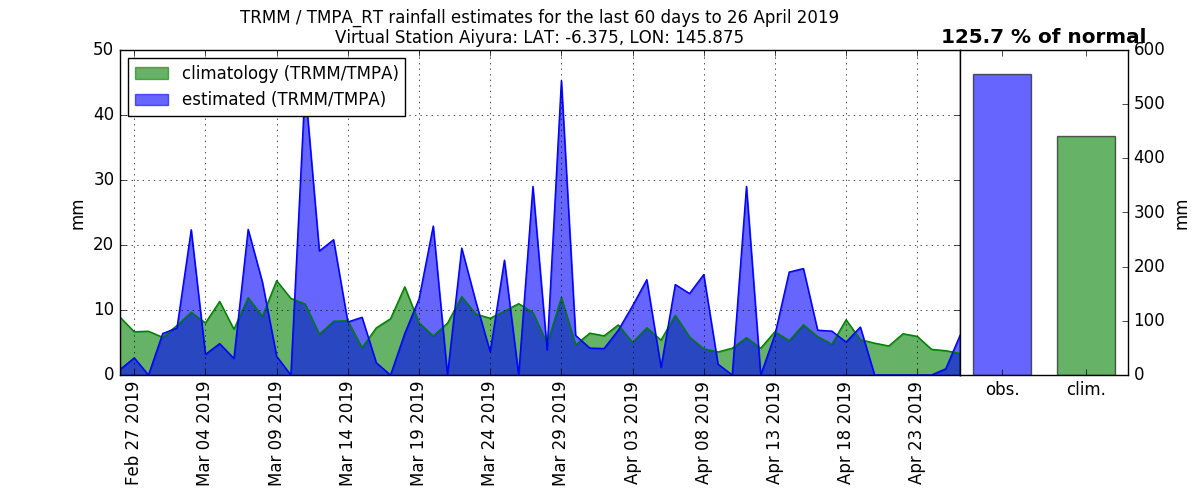 TRMM / TMPA_RT rainfall estimates for the last 60 days to 26 April 2019
Virtual Station Aiyura: LAT: -6.375, LON: 145.875
125.7 % of normal
climatology (TRMM/TMPA)
estimated (TRMM/TMPA)
50
40
30
20
10
0
mm
Feb 27 2019
Mar 04 2019
Mar 09 2019
Mar 14 2019
Mar 19 2019
Mar 24 2019
Mar 29 2019
Apr 03 2019
Apr 08 2019
Apr 13 2019
Apr 18 2019
Apr 23 2019
obs.
clim.
600
500
400
300
200
100
0
mm